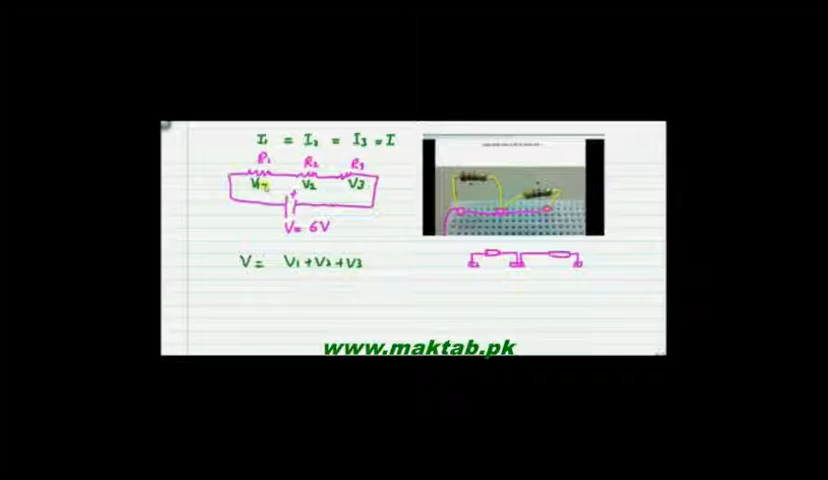 I1 = I2 = I3 = I
R1 R2 R3
V1 V2 V3
+
V = 6V
V = V1 + V2 + V3
www.maktab.pk